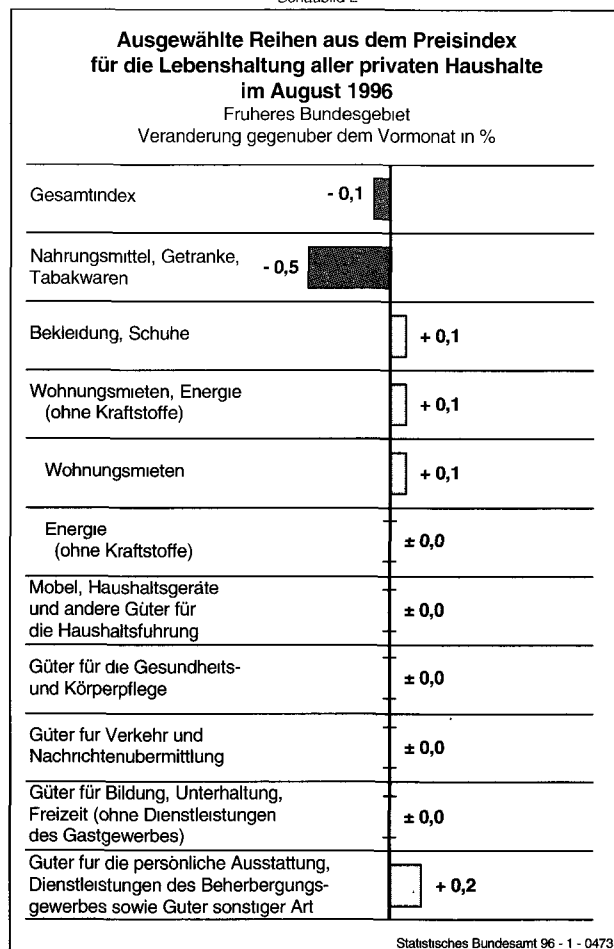 Ausgewählte Reihen aus dem Preisindex
für die Lebenshaltung aller privaten Haushalte
im August 1996
Fruheres Bundesgebiet
Veranderung gegenuber dem Vormonat in %
Gesamtindex
- 0,1
Nahrungsmittel, Getranke,
Tabakwaren
- 0,5
Bekleidung, Schuhe
+ 0,1
Wohnungsmieten, Energie
(ohne Kraftstoffe)
+ 0,1
Wohnungsmieten
+ 0,1
Energie
(ohne Kraftstoffe)
± 0,0
Mobel, Haushaltsgeräte
und andere Güter für
die Haushaltsfuhrung
± 0,0
Güter für die Gesundheits-
und Körperpflege
± 0,0
Güter fur Verkehr und
Nachrichtenubermittlung
± 0,0
Güter für Bildung, Unterhaltung,
Freizeit (ohne Dienstleistungen
des Gastgewerbes)
± 0,0
Guter fur die persönliche Ausstattung,
Dienstleistungen des Beherbergungs-
gewerbes sowie Guter sonstiger Art
+ 0,2
Statistisches Bundesamt 96 - 1 - 0473